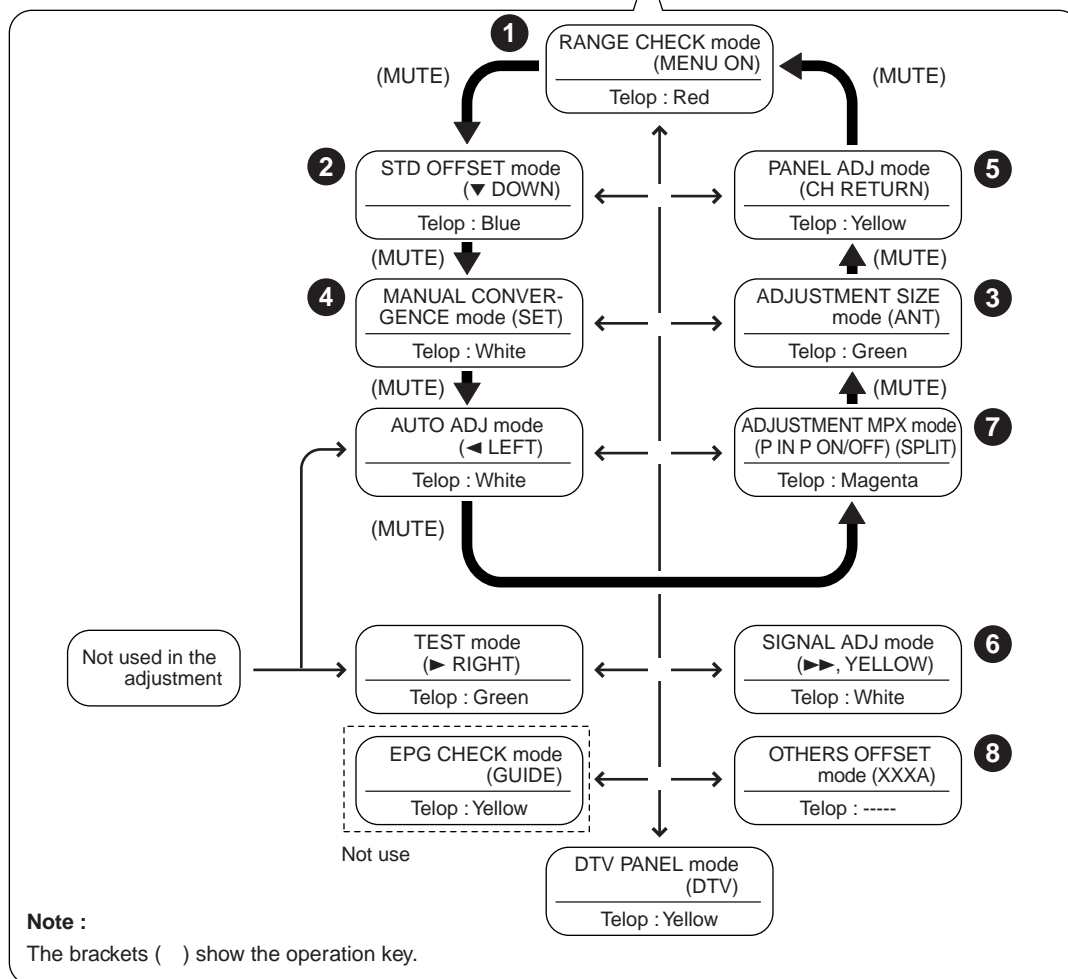 1
RANGE CHECK mode
(MENU ON)
Telop : Red
(MUTE)
(MUTE)
2
STD OFFSET mode
(▼ DOWN)
Telop : Blue
PANEL ADJ mode
(CH RETURN)
Telop : Yellow
5
(MUTE)
(MUTE)
4
MANUAL CONVER-
GENCE mode (SET)
Telop : White
ADJUSTMENT SIZE
mode (ANT)
Telop : Green
3
(MUTE)
(MUTE)
AUTO ADJ mode
(◄ LEFT)
Telop : White
ADJUSTMENT MPX mode
(P IN P ON/OFF) (SPLIT)
Telop : Magenta
7
(MUTE)
Not used in the
adjustment
TEST mode
(► RIGHT)
Telop : Green
SIGNAL ADJ mode
(►►, YELLOW)
Telop : White
6
EPG CHECK mode
(GUIDE)
Telop : Yellow
Not use
OTHERS OFFSET
mode (XXXA)
Telop : -----
8
DTV PANEL mode
(DTV)
Telop : Yellow
Note :
The brackets (   ) show the operation key.